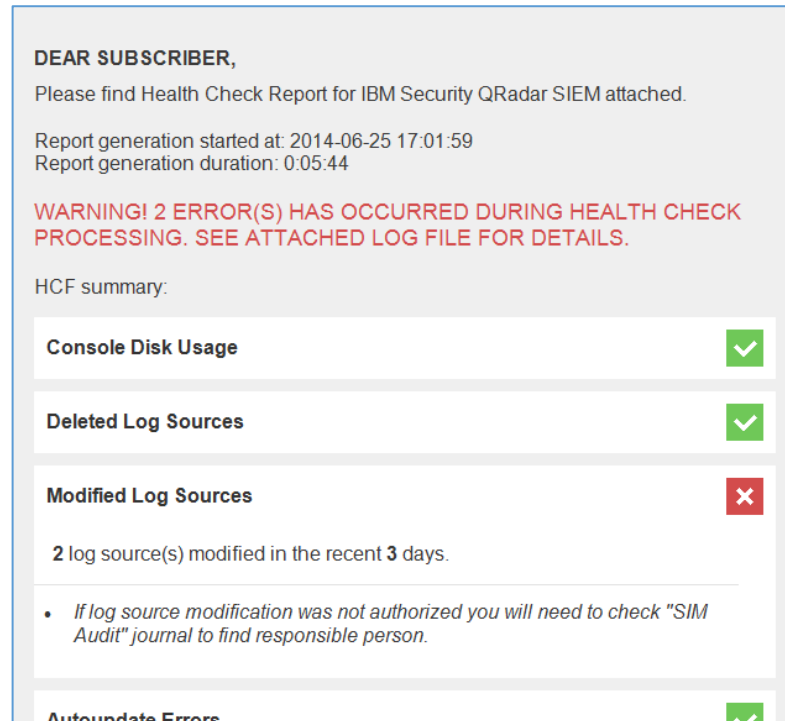 DEAR SUBSCRIBER,
Please find Health Check Report for IBM Security QRadar SIEM attached.
Report generation started at: 2014-06-25 17:01:59
Report generation duration: 0:05:44
WARNING! 2 ERROR(S) HAS OCCURRED DURING HEALTH CHECK
PROCESSING. SEE ATTACHED LOG FILE FOR DETAILS.
HCF summary:
Console Disk Usage
Deleted Log Sources
Modified Log Sources
2 log source(s) modified in the recent 3 days.
• If log source modification was not authorized you will need to check "SIM
Audit" journal to find responsible person.
Autoupdate Errors